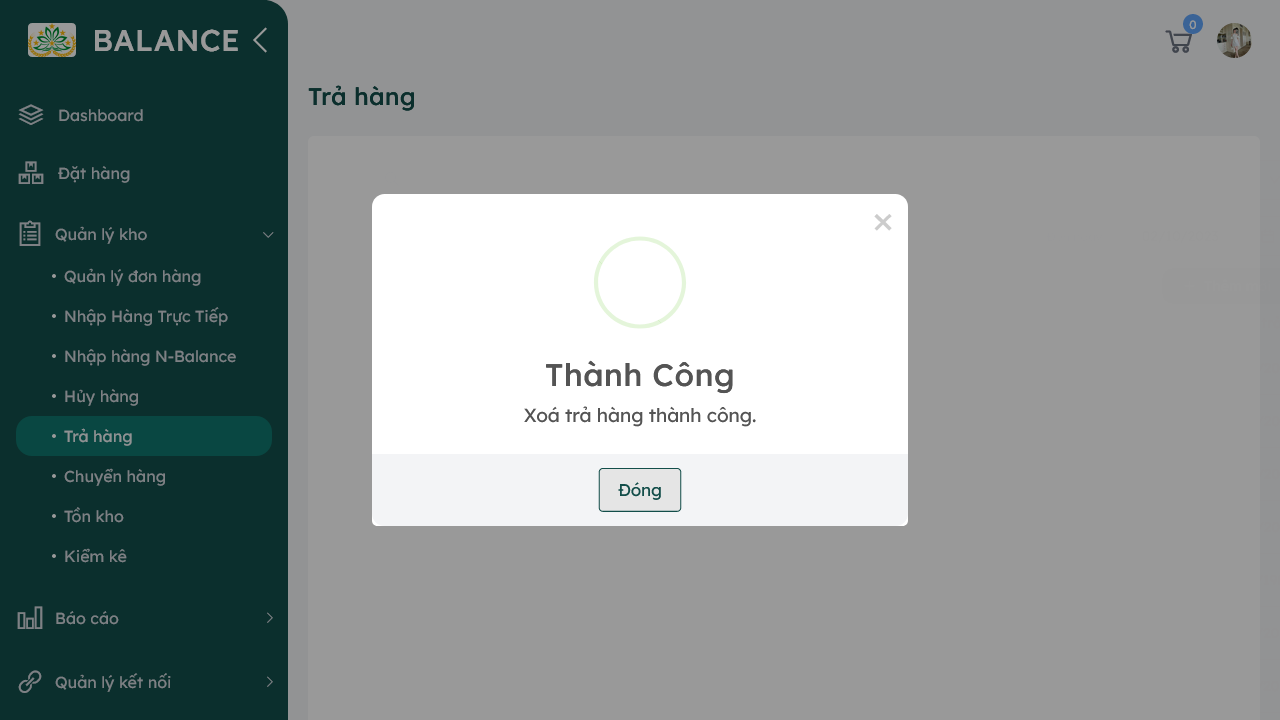 BALANCE
0
Dashboard
Đặt hàng
Quản lý kho
Quản lý đơn hàng
Nhập Hàng Trực Tiếp
Nhập hàng N-Balance
Hủy hàng
Trả hàng
Chuyển hàng
Tồn kho
Kiểm kê
Báo cáo
Quản lý kết nối
Trả hàng
Thành Công
Xoá trả hàng thành công.
Đóng